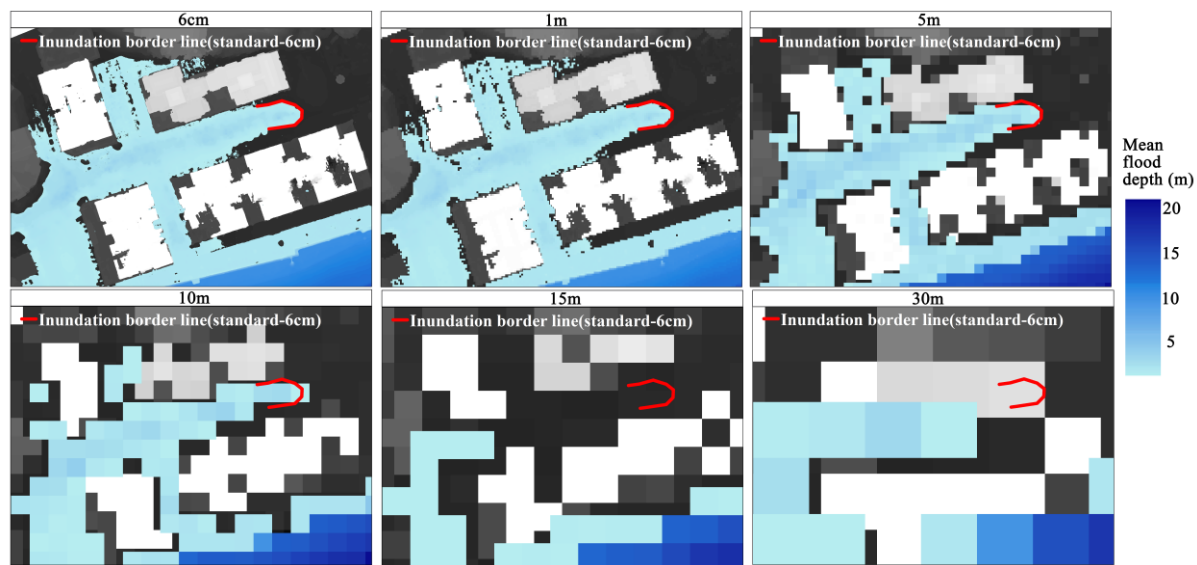 6cm
Inundation border line(standard-6cm)
1m
Inundation border line(standard-6cm)
5m
Inundation border line(standard-6cm)
Mean
flood
depth (m)
20
15
10
5
10m
Inundation border line(standard-6cm)
15m
Inundation border line(standard-6cm)
30m
Inundation border line(standard-6cm)